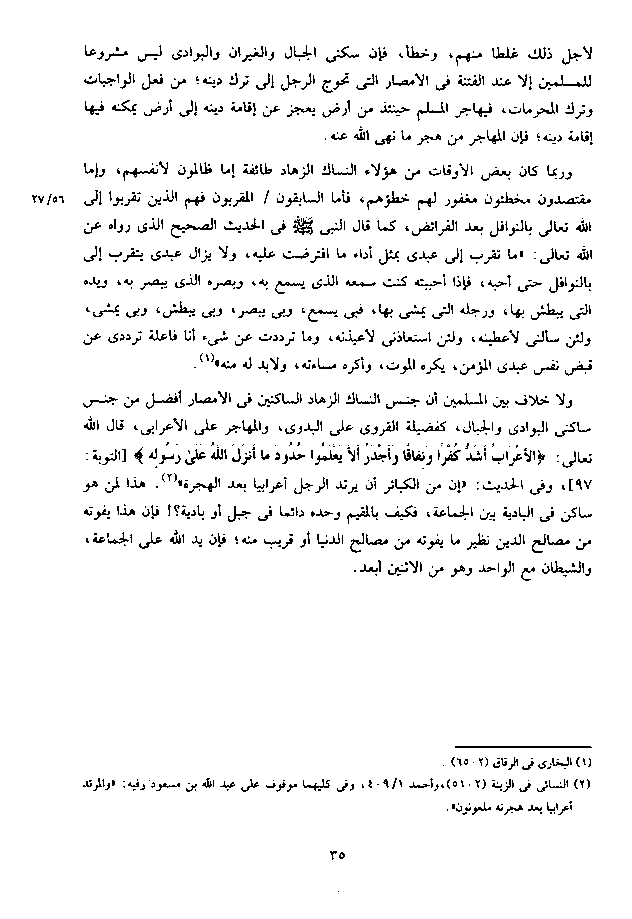 لأجل ذلك غلطا منهم، وخطأ، فإن سكنى الجبال والغيران والبوادى ليس مشروعا
للمسلمين إلا عند الفتنة فى الأمصار التى تحوج الرجل إلى ترك دينه؛ من فعل الواجبات
وترك المحرمات، فيهاجر المسلم حينئذ من أرض يعجز عن إقامة دينه إلى أرض يمكنه فيها
إقامة دينه؛ فإن المهاجر من هجر ما نهى الله عنه.
وربما كان بعض الأوقات من هؤلاء النساك الزهاد طائفة إما ظالمون لأنفسهم، وإما
مقتصدون مخطئون مغفور لهم خطؤهم، فأما السابقون / المقربون فهم الذين تقربوا إلى
٢٧/٥٦
الله تعالى بالنوافل بعد الفرائض، كما قال النبى ﷺ فى الحديث الصحيح الذى رواه عن
الله تعالى: «ما تقرب إلى عبدى بمثل أداء ما افترضت عليه، ولا يزال عبدى يتقرب إلى
بالنوافل حتى أحبه، فإذا أحببته كنت سمعه الذى يسمع به، وبصره الذى يبصر به، ويده
التى يبطش بها، ورجله التى يمشى بها، فبى يسمع، وبى يبصر، وبى يبطش، وبى يمشى،
ولئن سألنى لأعطينه، ولئن استعاذنى لأعيذنه، وما ترددت عن شىء أنا فاعله ترددى عن
قبض نفس عبدى المؤمن، يكره الموت، وأكره مساءته، ولابد له منه»(١).
ولا خلاف بين المسلمين أن جنس النساك الزهاد الساكنين فى الأمصار أفضل من جنس
ساكنى البوادى والجبال، كفضيلة القروى على البدوى، والمهاجر على الأعرابى، قال الله
تعالى: ﴿الأَعْرَابُ أَشَدُّ كُفْرًا وَنِفَاقًا وَأَجْدَرُ أَلاَّ يَعْلَمُوا حُدُودَ مَا أَنزَلَ اللَّهُ عَلَىٰ رَسُولِهِ﴾ [التوبة:
٩٧]، وفى الحديث: «إن من الكبائر أن يرتد الرجل أعرابيا بعد الهجرة»(٢). هذا لمن هو
ساكن فى البادية بين الجماعة، فكيف بالمقيم وحده دائما فى جبل أو بادية؟! فإن هذا يفوته
من مصالح الدين نظير ما يفوته من مصالح الدنيا أو قريب منه؛ فإن يد الله على الجماعة،
والشيطان مع الواحد وهو من الاثنين أبعد.
(١) البخارى فى الرقاق (٦٥٠٢).
(٢) النسائى فى الزينة (٥١٠٢)،وأحمد ٤٠٩/١، وفى كليهما موقوف على عبد الله بن مسعود وفيه: «والمرتد
أعرابيا بعد هجرته ملعونون».
٣٥